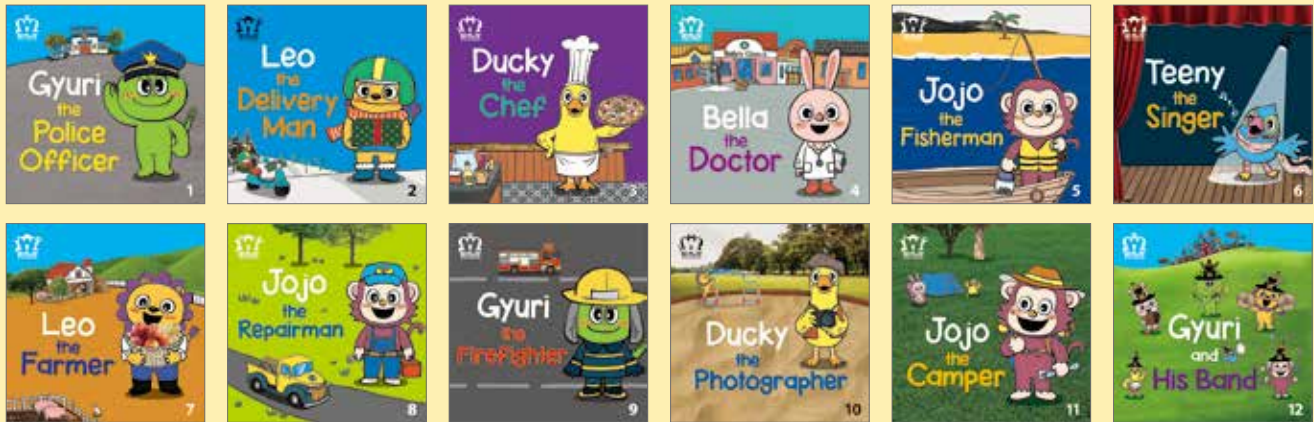 Gyuri
the
Police
Officer
1
Leo
the
Delivery
Man
2
Ducky
the
Chef
3
Bella
the
Doctor
4
Jojo
the
Fisherman
5
Teeny
the
Singer
6
Leo
the
Farmer
7
Jojo
the
Repairman
8
Gyuri
the
Firefighter
9
Ducky
the
Photographer
10
Jojo
the
Camper
11
Gyuri
and
His Band
12